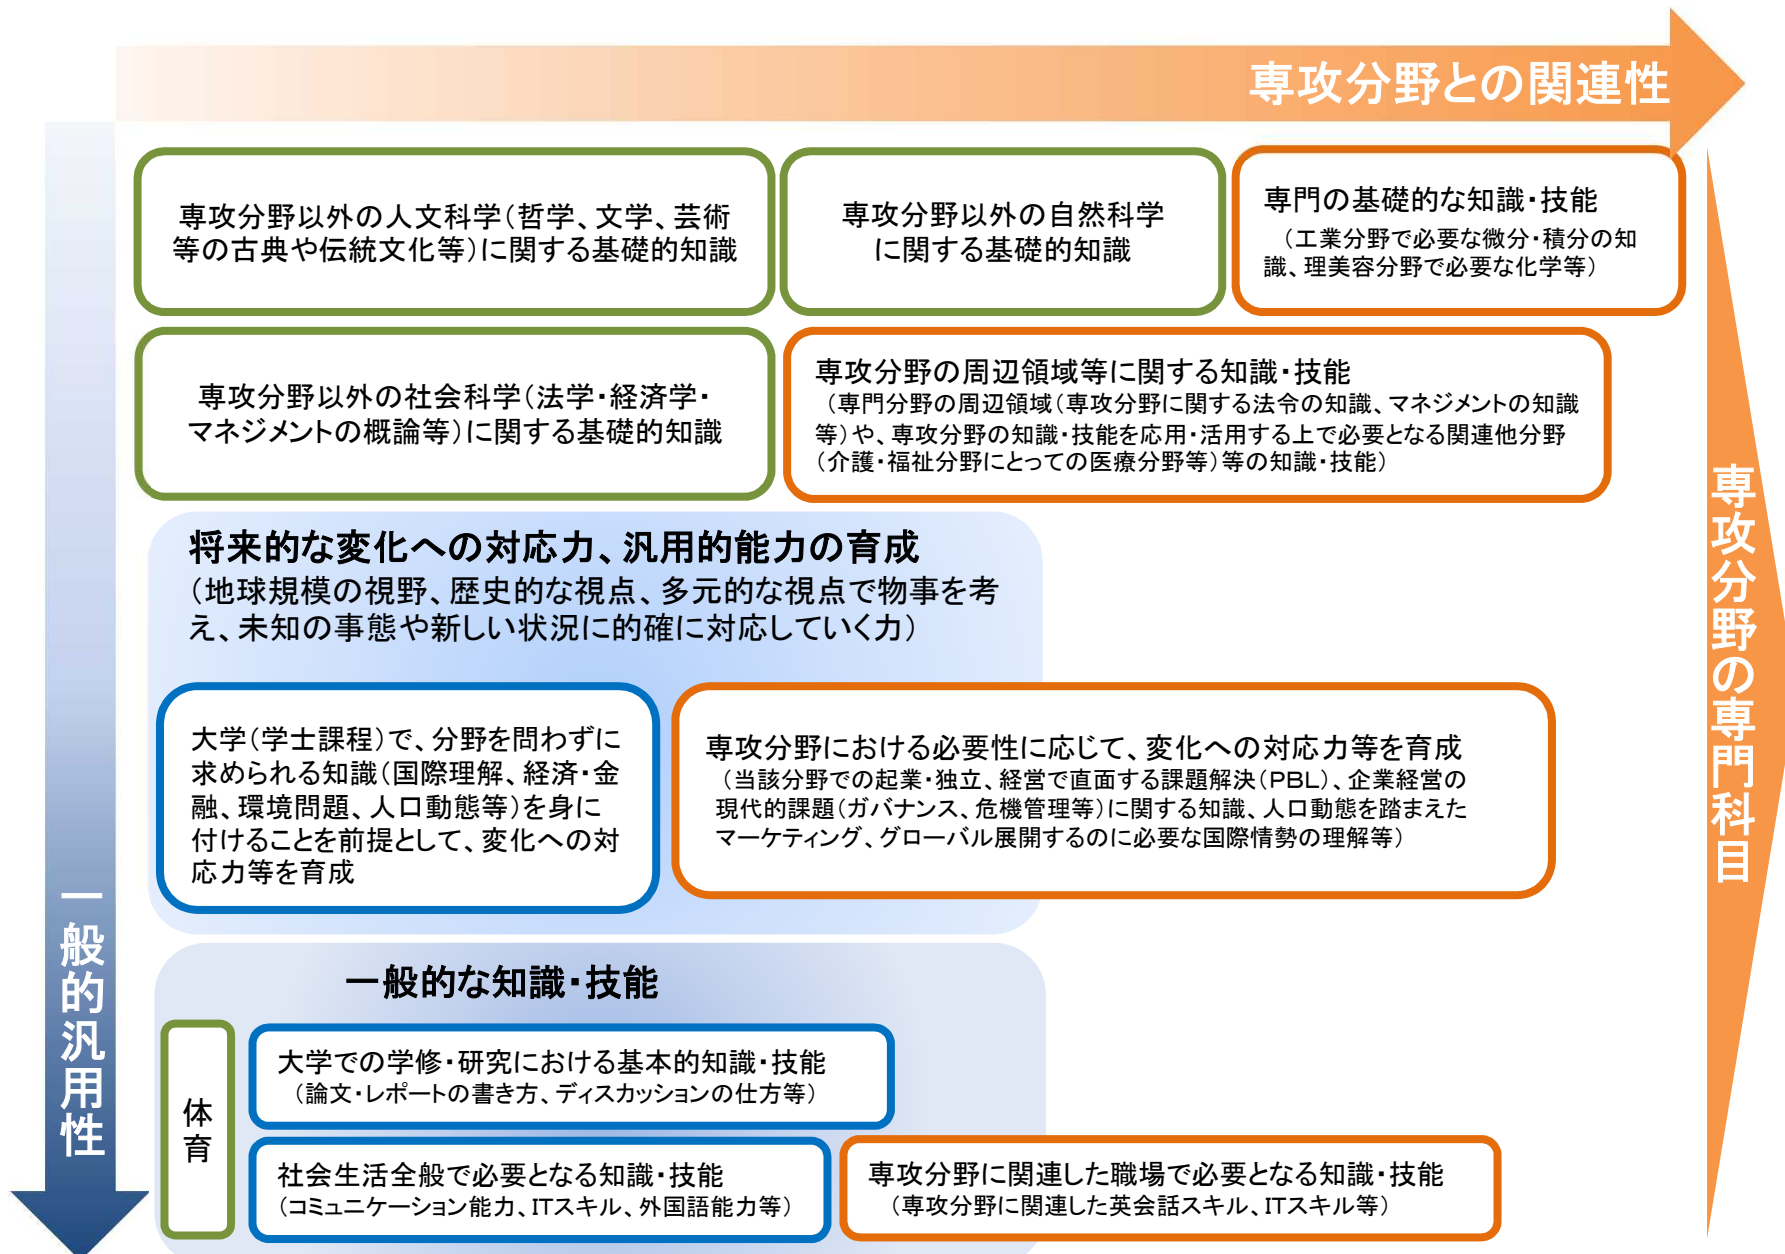 専攻分野との関連性
専攻分野以外の人文科学(哲学、文学、芸術
等の古典や伝統文化等)に関する基礎的知識
専攻分野以外の自然科学
に関する基礎的知識
専門の基礎的な知識・技能
(工業分野で必要な微分・積分の知
識、理美容分野で必要な化学等)
専攻分野以外の社会科学(法学・経済学・
マネジメントの概論等)に関する基礎的知識
専攻分野の周辺領域等に関する知識・技能
(専門分野の周辺領域(専攻分野に関する法令の知識、マネジメントの知識
等)や、専攻分野の知識・技能を応用・活用する上で必要となる関連他分野
(介護・福祉分野にとっての医療分野等)等の知識・技能)
将来的な変化への対応力、汎用的能力の育成
(地球規模の視野、歴史的な視点、多元的な視点で物事を考
え、未知の事態や新しい状況に的確に対応していく力)
大学(学士課程)で、分野を問わずに
求められる知識(国際理解、経済・金
融、環境問題、人口動態等)を身に
付けることを前提として、変化への対
応力等を育成
専攻分野における必要性に応じて、変化への対応力等を育成
(当該分野での起業・独立、経営で直面する課題解決(PBL)、企業経営の
現代的課題(ガバナンス、危機管理等)に関する知識、人口動態を踏まえた
マーケティング、グローバル展開するのに必要な国際情勢の理解等)
一般的な知識・技能
体育
大学での学修・研究における基本的知識・技能
(論文・レポートの書き方、ディスカッションの仕方等)
社会生活全般で必要となる知識・技能
(コミュニケーション能力、ITスキル、外国語能力等)
専攻分野に関連した職場で必要となる知識・技能
(専攻分野に関連した英会話スキル、ITスキル等)
一般的汎用性
専攻分野の専門科目